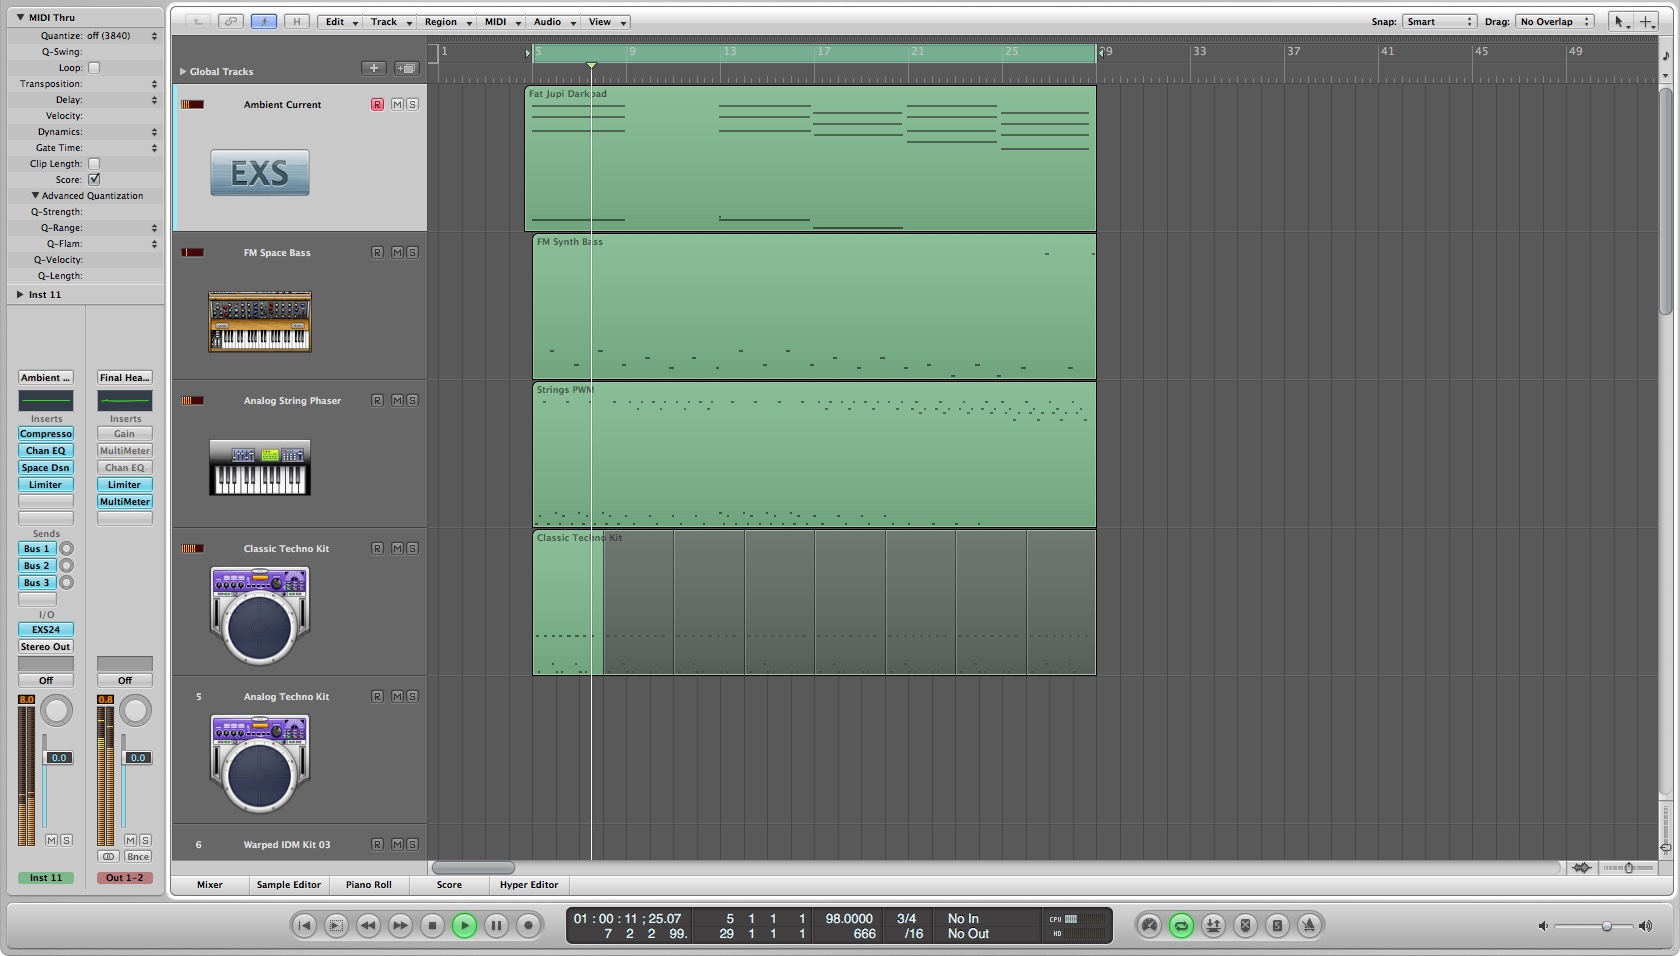 MIDI Thru
Quantize: off (3840)
Q-Swing:
Loop:
Transposition:
Delay:
Velocity:
Dynamics:
Gate Time:
Clip Length:
Score:
Advanced Quantization
Q-Strength:
Q-Range:
Q-Flam:
Q-Velocity:
Q-Length:
Inst 11
Ambient ...
Final Hea...
Inserts
Inserts
Compresso
Gain
Chan EQ
MultiMeter
Space Dsn
Chan EQ
Limiter
Limiter
MultiMeter
Sends
Bus 1
Bus 2
Bus 3
I/O
EXS24
Stereo Out
Off
Off
8.0
0.8
0.0
0.0
M S
M S
Bnce
Inst 11
Out 1-2
H
Edit
Track
Region
MIDI
Audio
View
Snap: Smart
Drag: No Overlap
Global Tracks
1 5 9 13 17 21 25 29 33 37 41 45 49
Ambient Current
R M S
EXS
Fat Jupi Darkpad
FM Space Bass
R M S
FM Synth Bass
Analog String Phaser
R M S
Strings PWM
Classic Techno Kit
R M S
Classic Techno Kit
5
Analog Techno Kit
R M S
6
Warped IDM Kit 03
R M S
Mixer
Sample Editor
Piano Roll
Score
Hyper Editor
01 : 00 : 11 ; 25.07
7 2 2 99.
5 1 1 1
29 1 1 1
98.0000
666
3/4
/16
No In
No Out
CPU
HD
S